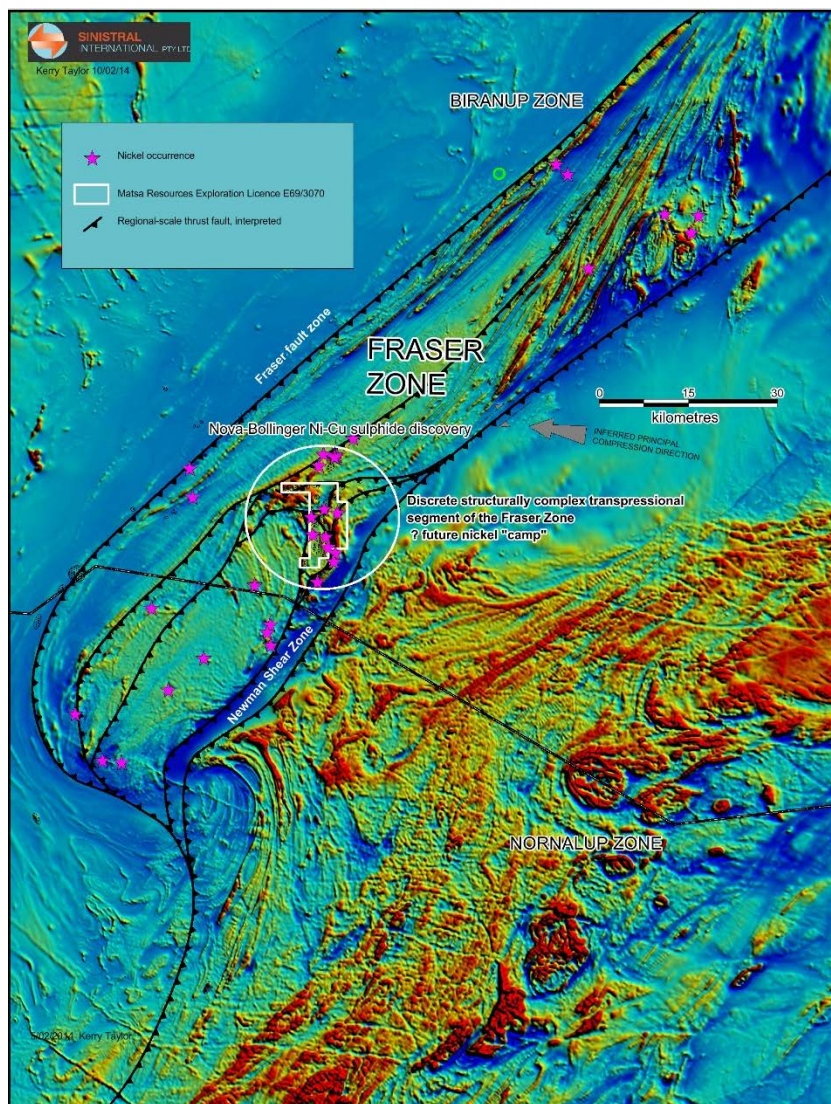 SINISTRAL
INTERNATIONAL PTY LTD
Kerry Taylor 10/02/14
BIRANUP ZONE
Nickel occurrence
Matsa Resources Exploration Licence E69/3070
Regional-scale thrust fault, interpreted
Fraser fault zone
FRASER
ZONE
0 15 30
kilometres
Nova-Bollinger Ni-Cu sulphide discovery
INFERRED PRINCIPAL
COMPRESSION DIRECTION
Discrete structurally complex transpressional
segment of the Fraser Zone
? future nickel "camp"
Newman Shear Zone
NORNALUP ZONE
5/02/2014 Kerry Taylor